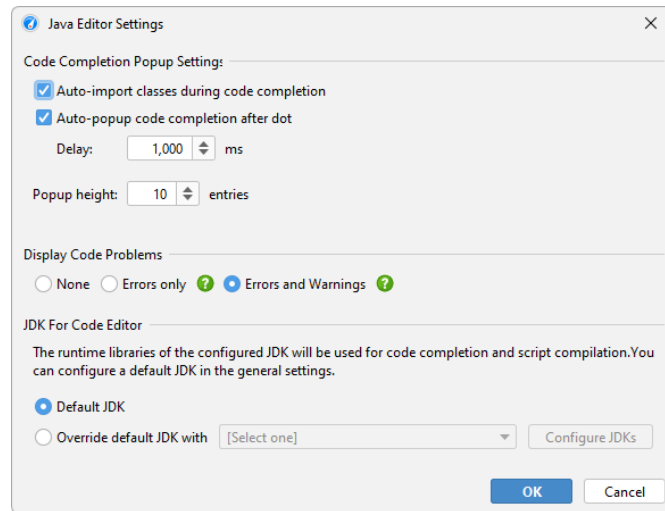 Java Editor Settings
Code Completion Popup Settings
Auto-import classes during code completion
Auto-popup code completion after dot
Delay: 1,000 ms
Popup height: 10 entries
Display Code Problems
None Errors only ? Errors and Warnings ?
JDK For Code Editor
The runtime libraries of the configured JDK will be used for code completion and script compilation.You
can configure a default JDK in the general settings.
Default JDK
Override default JDK with [Select one] Configure JDKs
OK Cancel